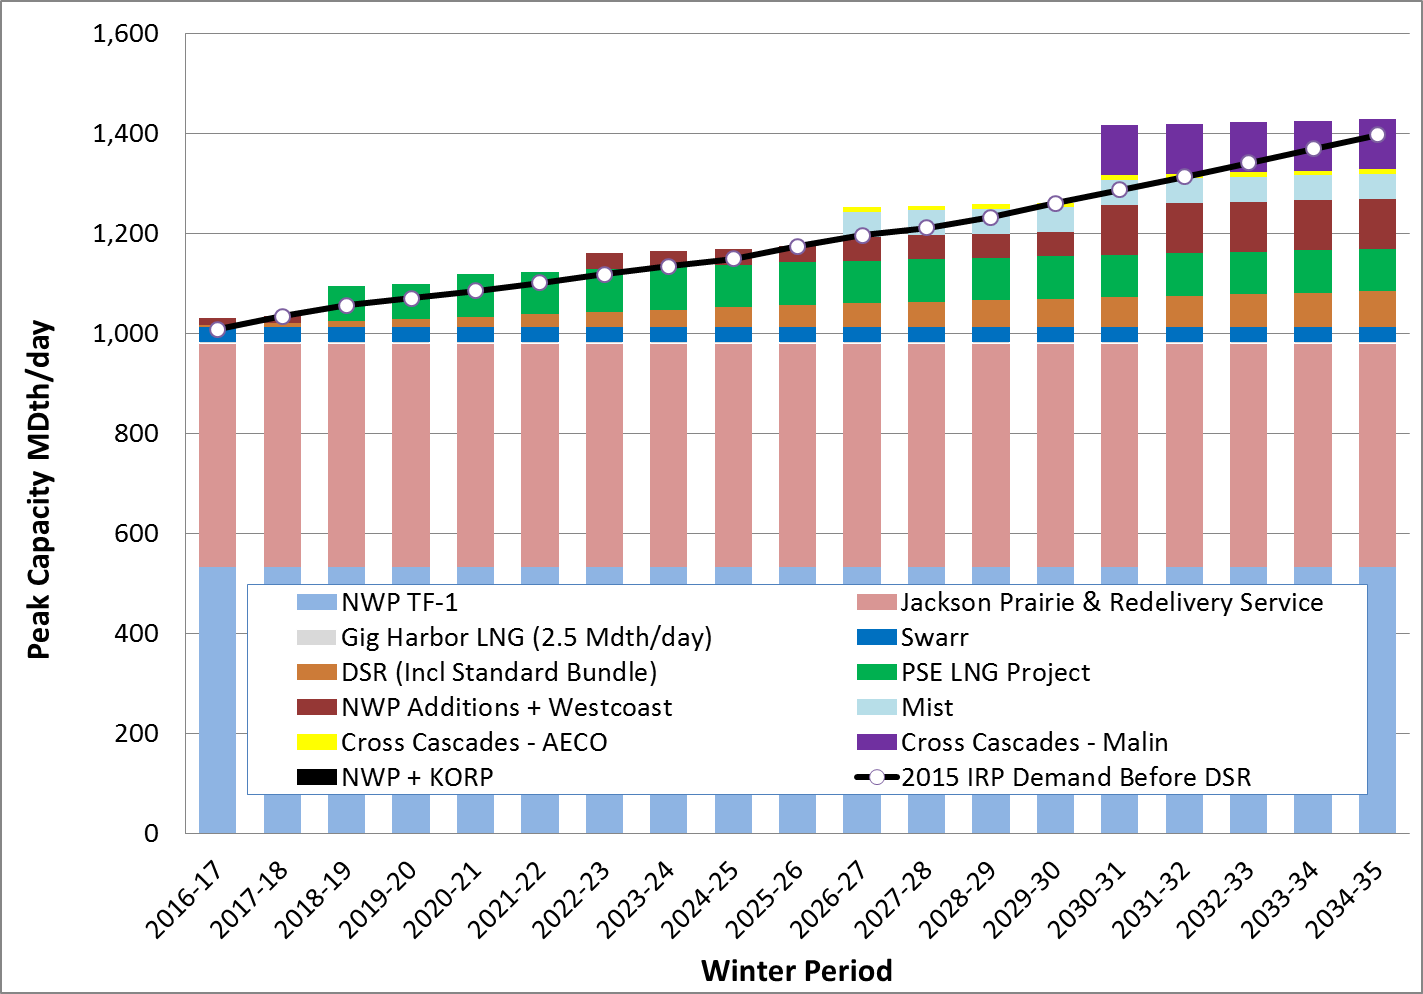 1,600
1,400
1,200
1,000
800
600
400
200
0
Peak Capacity MDth/day
NWP TF-1
Jackson Prairie & Redelivery Service
Gig Harbor LNG (2.5 Mdth/day)
Swarr
DSR (Incl Standard Bundle)
PSE LNG Project
NWP Additions + Westcoast
Mist
Cross Cascades - AECO
Cross Cascades - Malin
NWP + KORP
2015 IRP Demand Before DSR
2016-17
2017-18
2018-19
2019-20
2020-21
2021-22
2022-23
2023-24
2024-25
2025-26
2026-27
2027-28
2028-29
2029-30
2030-31
2031-32
2032-33
2033-34
2034-35
Winter Period